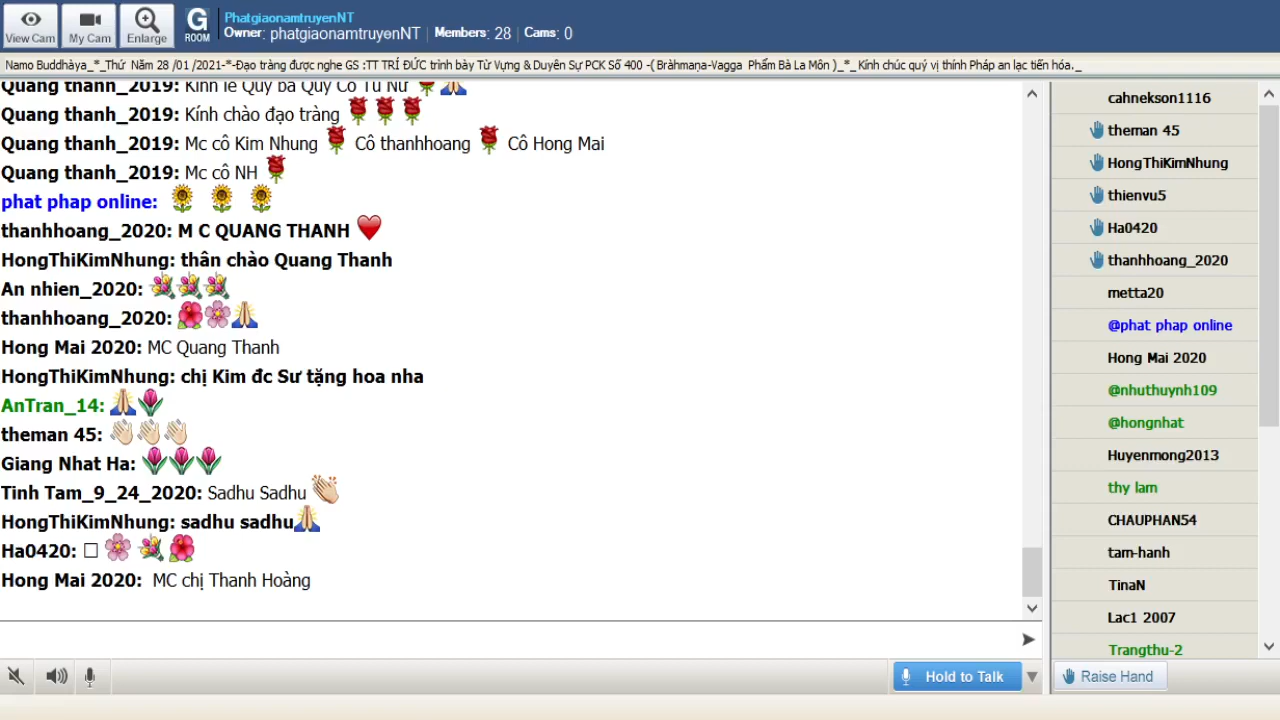 View Cam
My Cam
Enlarge
G
ROOM
PhatgiaonamtruyenNT
Owner: phatgiaonamtruyenNT | Members: 28 | Cams: 0
Namo Buddhàya_*_Thứ Năm 28 /01 /2021-*-Đạo tràng được nghe GS :TT TRÍ ĐỨC trình bày Từ Vựng & Duyên Sự PCK Số 400 -( Bràhmaṇa-Vagga Phẩm Bà La Môn )_*_ Kính chúc quý vị thính Pháp an lạc tiến hóa._
Quang thanh_2019: Kính lễ Quý bà Quý Cô Tu Nữ
Quang thanh_2019: Kính chào đạo tràng
Quang thanh_2019: Mc cô Kim Nhung Cô thanhhoang Cô Hong Mai
Quang thanh_2019: Mc cô NH
phat phap online:
thanhhoang_2020: M C QUANG THANH
HongThiKimNhung: thân chào Quang Thanh
An nhien_2020:
thanhhoang_2020:
Hong Mai 2020: MC Quang Thanh
HongThiKimNhung: chị Kim đc Sư tặng hoa nha
AnTran_14:
theman 45:
Giang Nhat Ha:
Tinh Tam_9_24_2020: Sadhu Sadhu
HongThiKimNhung: sadhu sadhu
Ha0420:
Hong Mai 2020: MC chị Thanh Hoàng
Hold to Talk
cahnekson1116
theman 45
HongThiKimNhung
thienvu5
Ha0420
thanhhoang_2020
metta20
@phat phap online
Hong Mai 2020
@nhuthuynh109
@hongnhat
Huyenmong2013
thy lam
CHAUPHAN54
tam-hanh
TinaN
Lac1 2007
Trangthu-2
Raise Hand